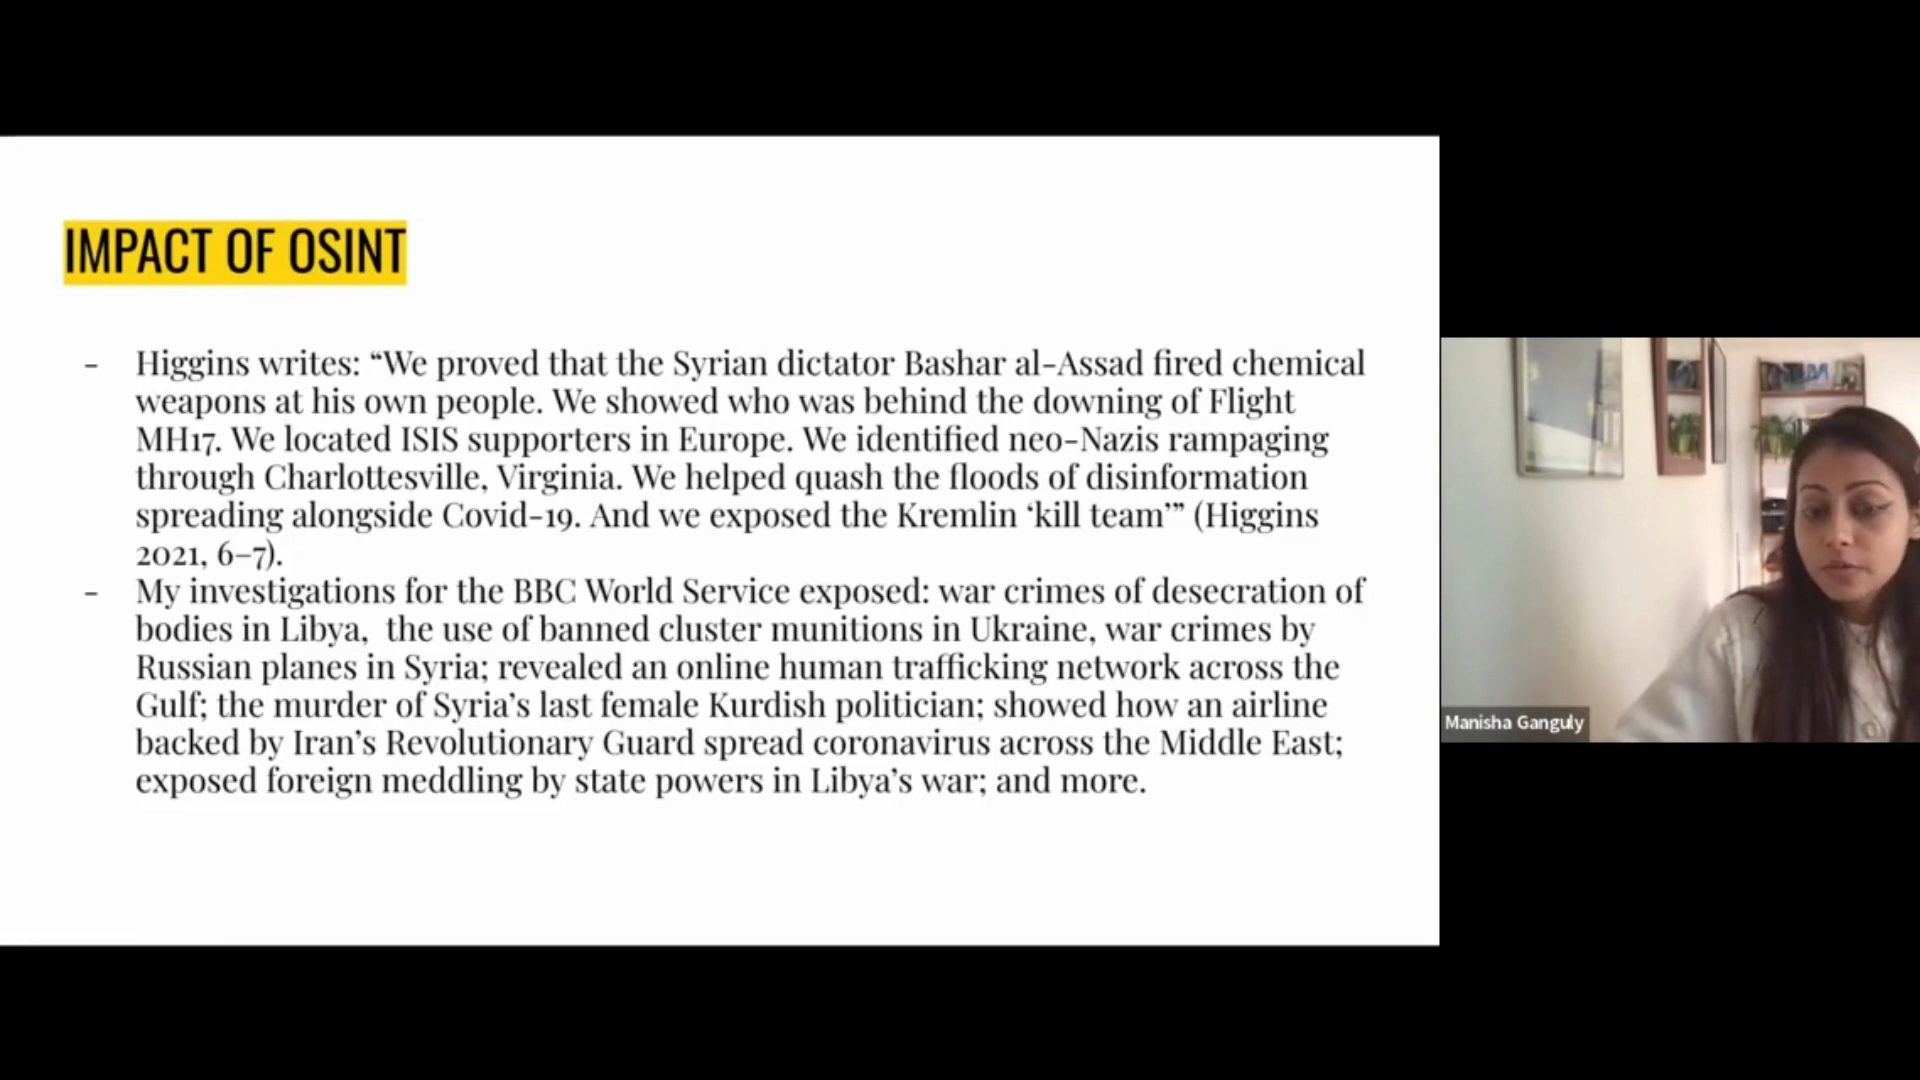 IMPACT OF OSINT
- Higgins writes: “We proved that the Syrian dictator Bashar al-Assad fired chemical
weapons at his own people. We showed who was behind the downing of Flight
MH17. We located ISIS supporters in Europe. We identified neo-Nazis rampaging
through Charlottesville, Virginia. We helped quash the floods of disinformation
spreading alongside Covid-19. And we exposed the Kremlin ‘kill team’” (Higgins
2021, 6–7).
- My investigations for the BBC World Service exposed: war crimes of desecration of
bodies in Libya,  the use of banned cluster munitions in Ukraine, war crimes by
Russian planes in Syria; revealed an online human trafficking network across the
Gulf; the murder of Syria’s last female Kurdish politician; showed how an airline
backed by Iran’s Revolutionary Guard spread coronavirus across the Middle East;
exposed foreign meddling by state powers in Libya’s war; and more.
Manisha Ganguly